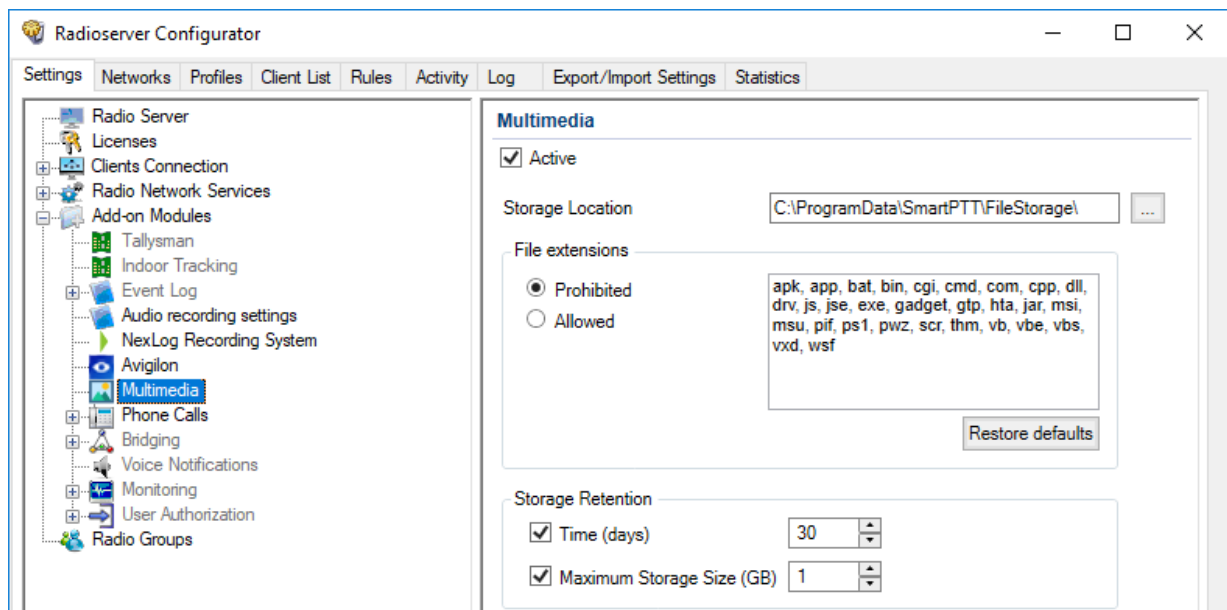 Radioserver Configurator
Settings Networks Profiles Client List Rules Activity Log Export/Import Settings Statistics
Radio Server
Licenses
Clients Connection
Radio Network Services
Add-on Modules
Tallysman
Indoor Tracking
Event Log
Audio recording settings
NexLog Recording System
Avigilon
Multimedia
Phone Calls
Bridging
Voice Notifications
Monitoring
User Authorization
Radio Groups
Multimedia
Active
Storage Location C:\ProgramData\SmartPTT\FileStorage\ ...
File extensions
Prohibited
Allowed
apk, app, bat, bin, cgi, cmd, com, cpp, dll,
drv, js, jse, exe, gadget, gtp, hta, jar, msi,
msu, pif, ps1, pwz, scr, thm, vb, vbe, vbs,
vxd, wsf
Restore defaults
Storage Retention
Time (days) 30
Maximum Storage Size (GB) 1